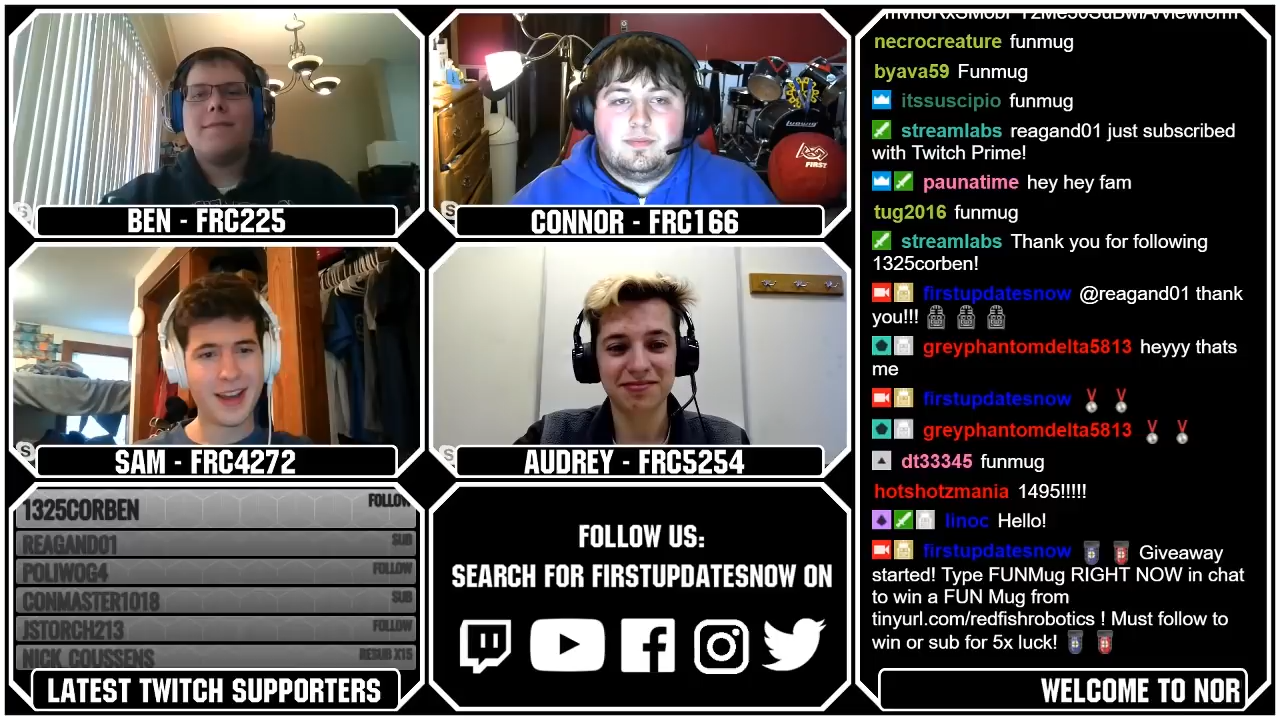 BEN - FRC225
CONNOR - FRC166
Ludwig
FIRST
SAM - FRC4272
AUDREY - FRC5254
1325CORBEN FOLLOW
REAGAND01 SUB
POLIWOG4 FOLLOW
CONMASTER1018 SUB
JSTORCH213 FOLLOW
NICK_COUSSENS RESUB X15
LATEST TWITCH SUPPORTERS
FOLLOW US:
SEARCH FOR FIRSTUPDATESNOW ON
necrocreature funmug
byava59 Funmug
itssuscipio funmug
streamlabs reagand01 just subscribed
with Twitch Prime!
paunatime hey hey fam
tug2016 funmug
streamlabs Thank you for following
1325corben!
firstupdatesnow @reagand01 thank
you!!!
greyphantomdelta5813 heyyy thats
me
firstupdatesnow
greyphantomdelta5813
dt33345 funmug
hotshotzmania 1495!!!!!
linoc Hello!
firstupdatesnow Giveaway
started! Type FUNMug RIGHT NOW in chat
to win a FUN Mug from
tinyurl.com/redfishrobotics ! Must follow to
win or sub for 5x luck!
WELCOME TO NOR